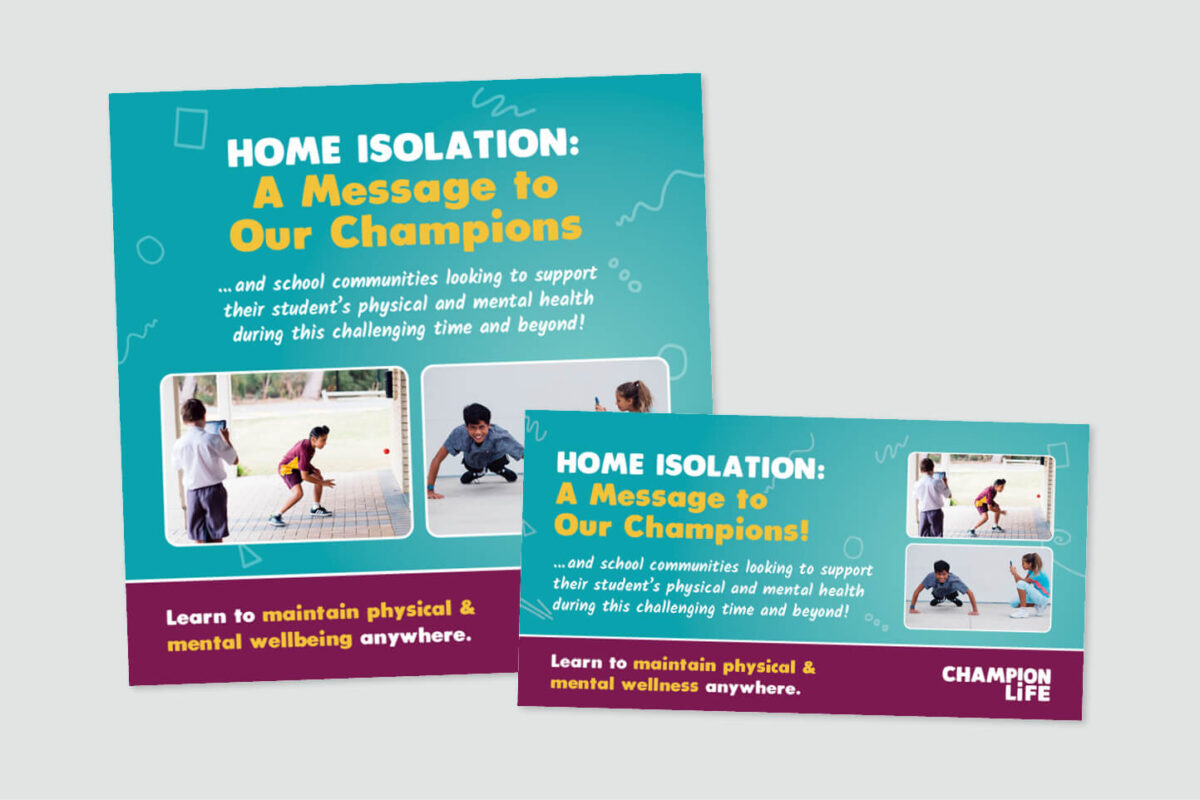 HOME ISOLATION:
A Message to
Our Champions
...and school communities looking to support
their student's physical and mental health
during this challenging time and beyond!
Learn to maintain physical &
mental wellbeing anywhere.
HOME ISOLATION:
A Message to
Our Champions!
...and school communities looking to support
their student's physical and mental health
during this challenging time and beyond!
Learn to maintain physical &
mental wellness anywhere.
CHAMPION
LiFE